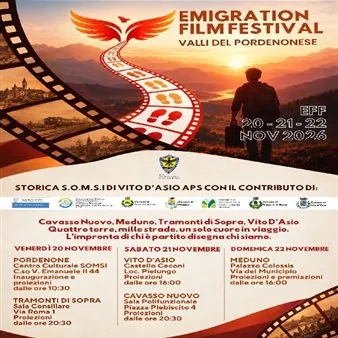 EMIGRATION
FILM FESTIVAL
VALLI DEL PORDENONESE
EFF
20-21-22
NOV 2026
STORICA S.O.M.S.I DI VITO D'ASIO APS CON IL CONTRIBUTO DI:
Cavasso Nuovo, Meduno, Tramonti di Sopra, Vito D'Asio
Quattro terre, mille strade, un solo cuore in viaggio.
L'impronta di chi è partito disegna chi siamo.
VENERDÌ 20 NOVEMBRE
PORDENONE
Centro Culturale SOMSI
C.so V. Emanuele II 44
Inaugurazione e
proiezioni
dalle ore 10:30
TRAMONTI DI SOPRA
Sala Consiliare
Via Roma 1
Proiezioni
dalle ore 20:30
SABATO 21 NOVEMBRE
VITO D'ASIO
Castello Ceconi
Loc. Pielungo
Proiezioni
dalle ore 16:00
CAVASSO NUOVO
Sala Polifunzionale
Piazza Plebiscito 4
Proiezioni
dalle ore 20:30
DOMENICA 22 NOVEMBRE
MEDUNO
Palazzo Colossis
Via del Municipio
Proiezioni e premiazioni
dalle ore 16:00